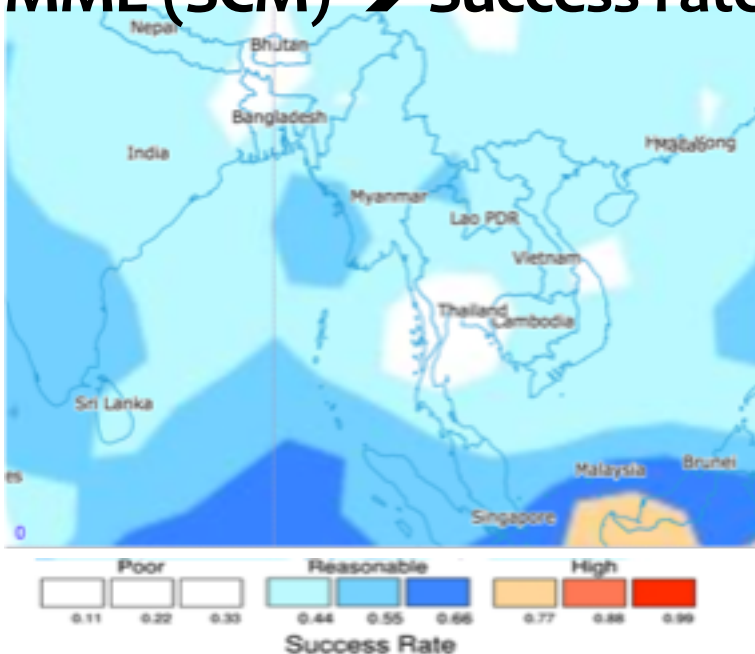 MME (SCM) → Success rate
Nepal
Bhutan
Bangladesh
India
Myanmar
Lao PDR
Vietnam
Thailand
Cambodia
Sri Lanka
es
Malaysia
Brunei
Singapore
0
Poor Reasonable High
0.11 0.22 0.33 0.44 0.55 0.66 0.77 0.88 0.99
Success Rate